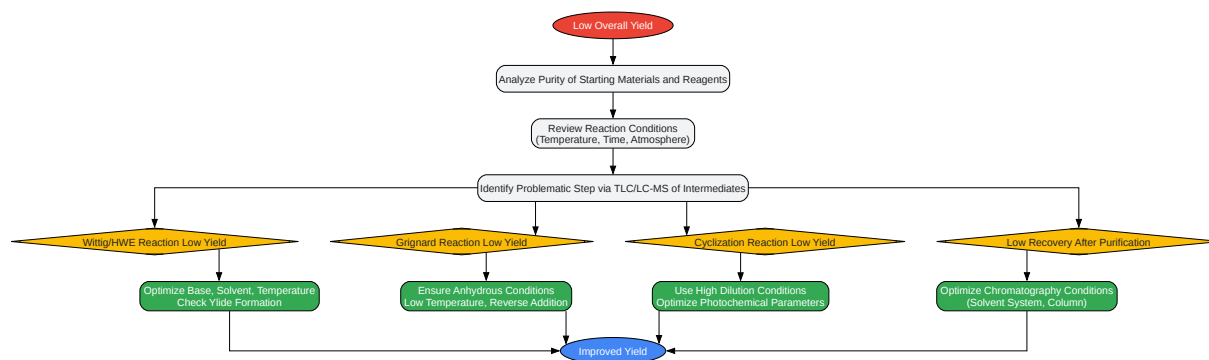 Low Overall Yield
Analyze Purity of Starting Materials and Reagents
Review Reaction Conditions
(Temperature, Time, Atmosphere)
Identify Problematic Step via TLC/LC-MS of Intermediates
Wittig/HWE Reaction Low Yield
Grignard Reaction Low Yield
Cyclization Reaction Low Yield
Low Recovery After Purification
Optimize Base, Solvent, Temperature
Check Ylide Formation
Ensure Anhydrous Conditions
Low Temperature, Reverse Addition
Use High Dilution Conditions
Optimize Photochemical Parameters
Optimize Chromatography Conditions
(Solvent System, Column)
Improved Yield